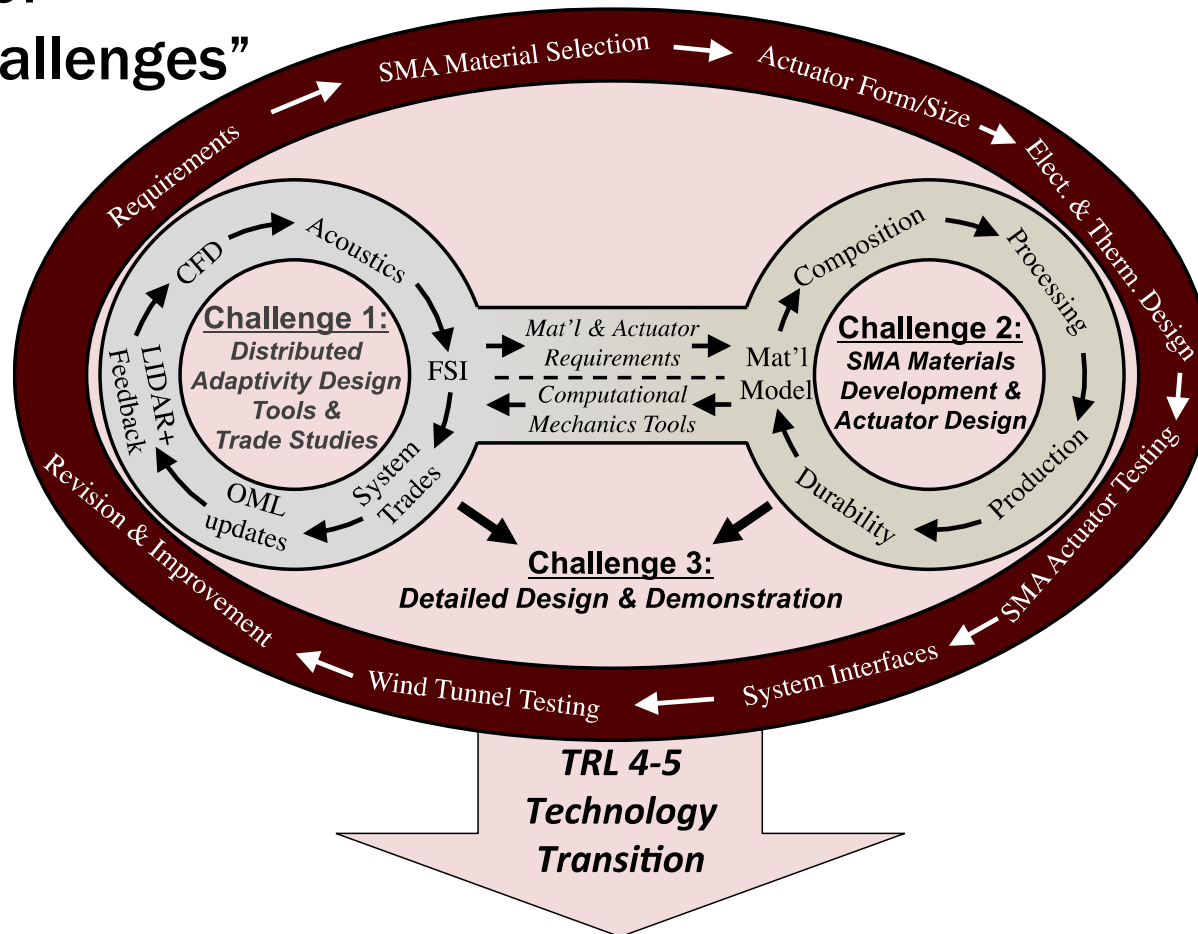 allenges”
Requirements
SMA Material Selection
Actuator Form/Size
Elect. & Therm. Design
SMA Actuator Testing
System Interfaces
Wind Tunnel Testing
Revision & Improvement
CFD
Acoustics
FSI
System
Trades
OML
updates
LIDAR+
Feedback
Challenge 1:
Distributed
Adaptivity Design
Tools &
Trade Studies
Mat’l & Actuator
Requirements
Computational
Mechanics Tools
Mat’l
Model
Composition
Processing
Production
Durability
Challenge 2:
SMA Materials
Development &
Actuator Design
Challenge 3:
Detailed Design & Demonstration
TRL 4-5
Technology
Transition